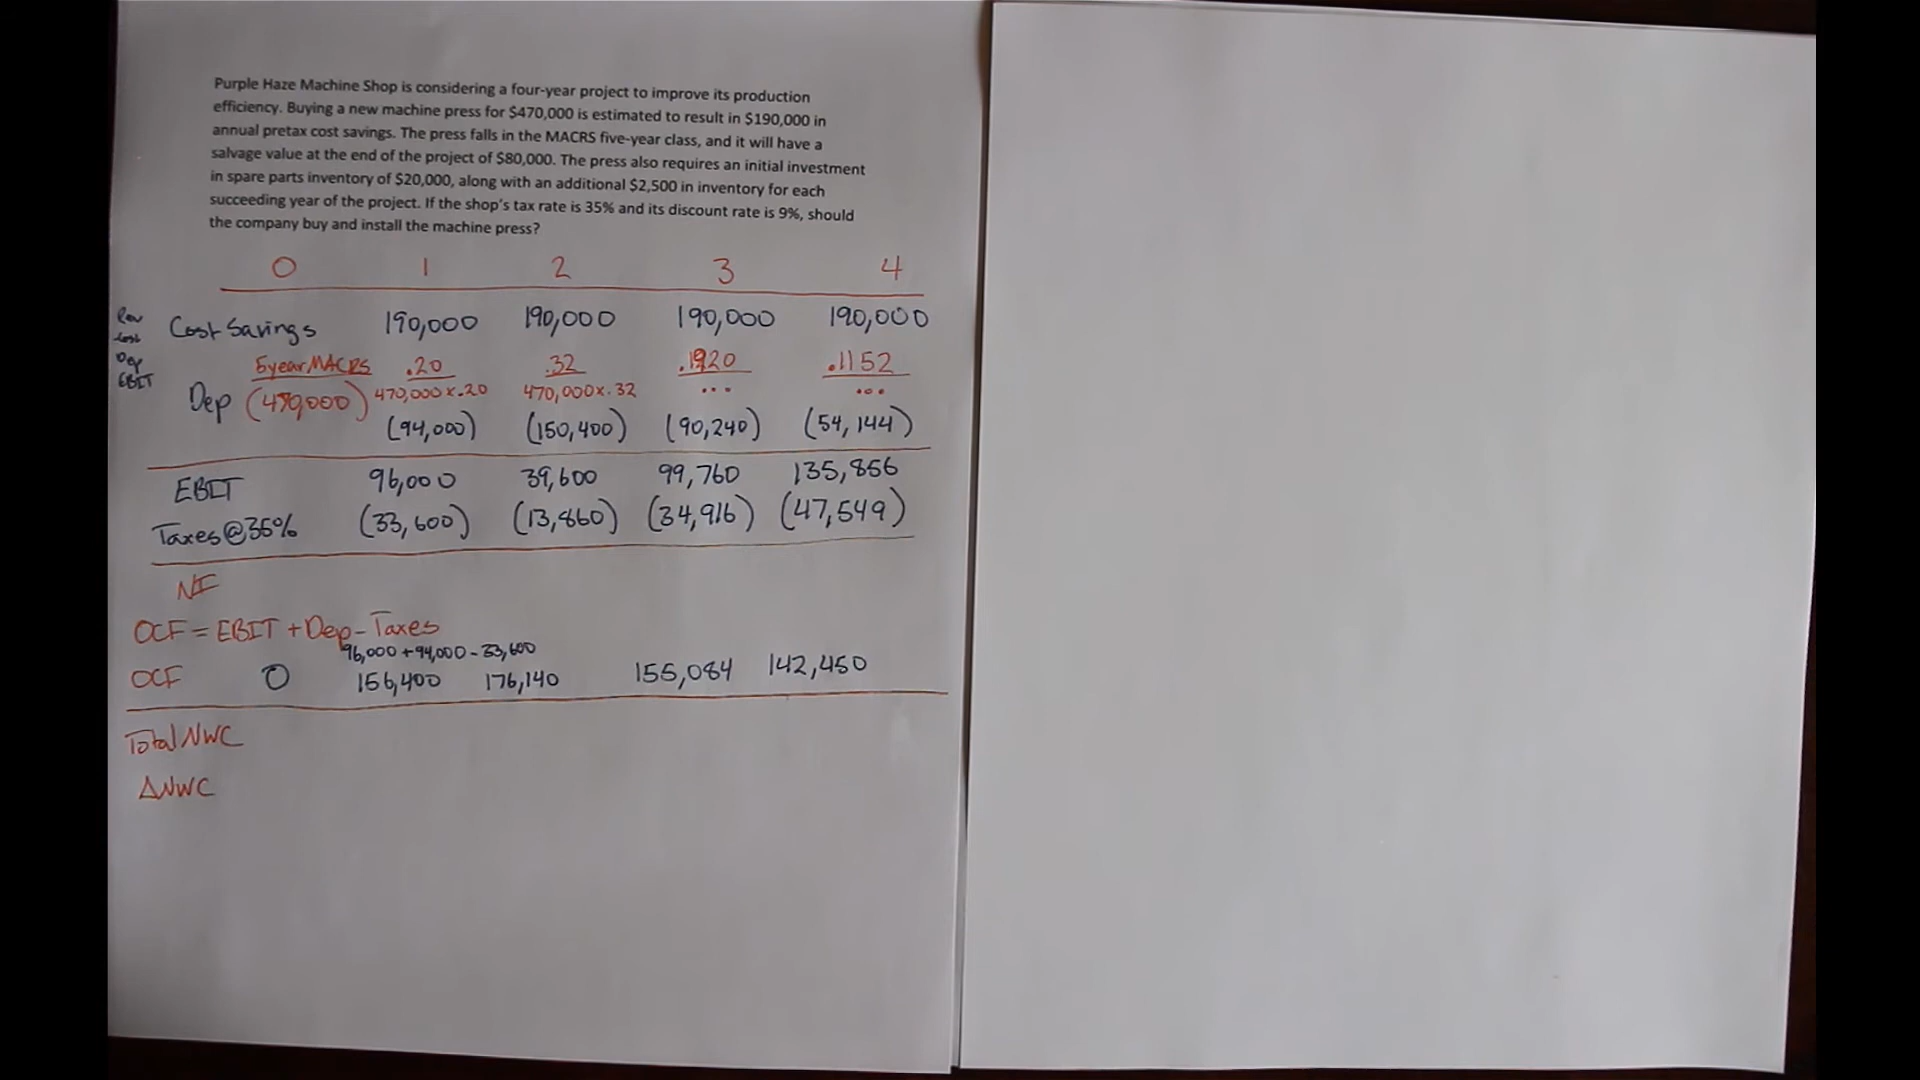 Purple Haze Machine Shop is considering a four-year project to improve its production
efficiency. Buying a new machine press for $470,000 is estimated to result in $190,000 in
annual pretax cost savings. The press falls in the MACRS five-year class, and it will have a
salvage value at the end of the project of $80,000. The press also requires an initial investment
in spare parts inventory of $20,000, along with an additional $2,500 in inventory for each
succeeding year of the project. If the shop's tax rate is 35% and its discount rate is 9%, should
the company buy and install the machine press?
0 1 2 3 4
Rev
-cost
Dep
EBIT
Cost Savings 190,000 190,000 190,000 190,000
5year MACRS .20 .32 .1920 .1152
Dep (470,000) 470,000x.20 470,000x.32 ... ...
(94,000) (150,400) (90,240) (54,144)
EBIT 96,000 39,600 99,760 135,856
Taxes@35% (33,600) (13,860) (34,916) (47,549)
NI
OCF = EBIT + Dep - Taxes
96,000 + 94,000 - 33,600
OCF 0 156,400 176,140 155,084 142,450
Total NWC
ΔNWC